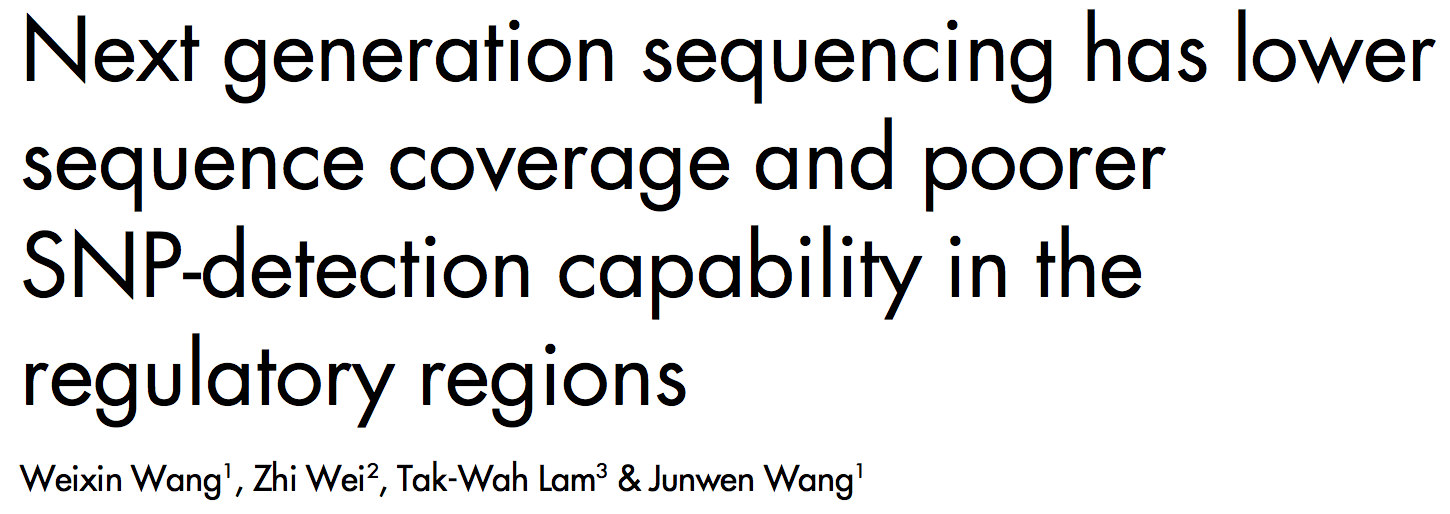 Next generation sequencing has lower
sequence coverage and poorer
SNP-detection capability in the
regulatory regions
Weixin Wang¹, Zhi Wei², Tak-Wah Lam³ & Junwen Wang¹